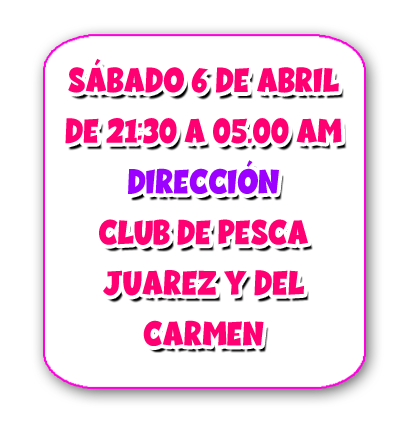 SÁBADO 6 DE ABRIL
DE 21:30 A 05.00 AM
DIRECCIÓN
CLUB DE PESCA
JUAREZ Y DEL
CARMEN